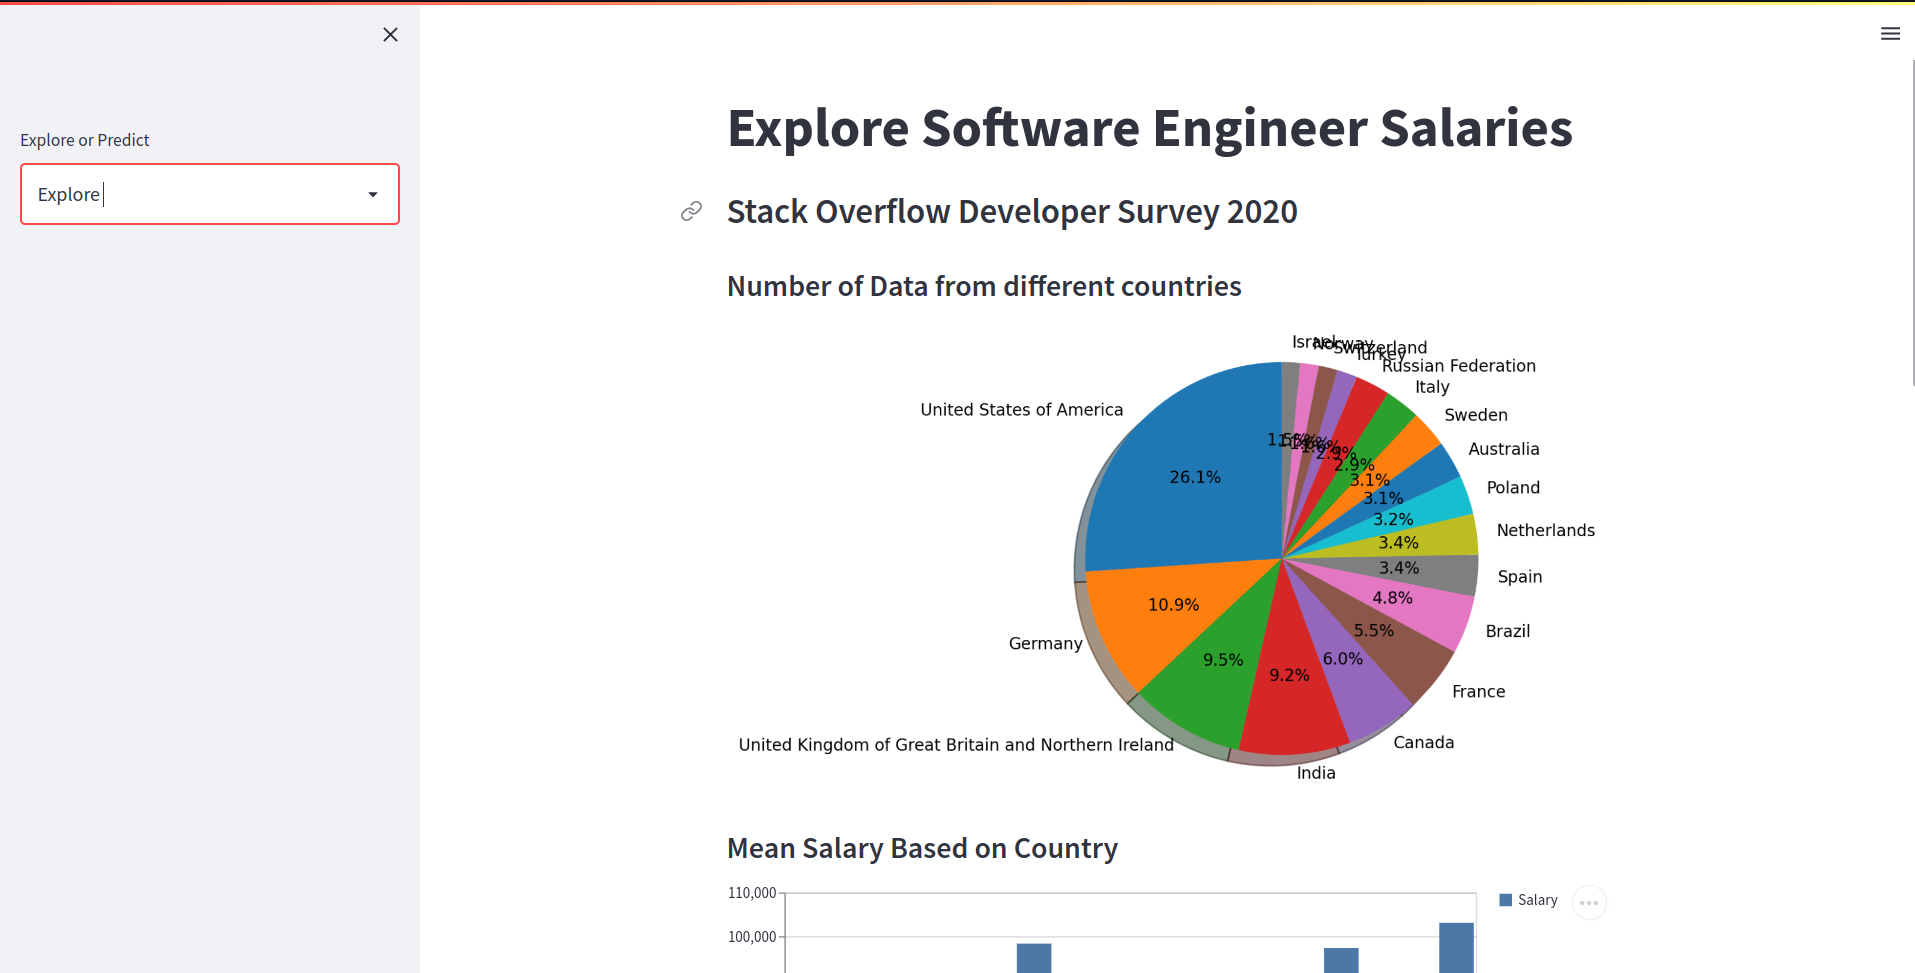 Explore or Predict
Explore
Explore Software Engineer Salaries
Stack Overflow Developer Survey 2020
Number of Data from different countries
Israel
Norway
Switzerland
Turkey
Russian Federation
Italy
Sweden
United States of America
Australia
26.1%
2.9%
2.9%
3.1%
3.1%
Poland
3.2%
Netherlands
3.4%
3.4%
Spain
4.8%
10.9%
5.5%
Brazil
Germany
9.5%
6.0%
9.2%
France
United Kingdom of Great Britain and Northern Ireland
Canada
India
Mean Salary Based on Country
110,000
Salary
100,000